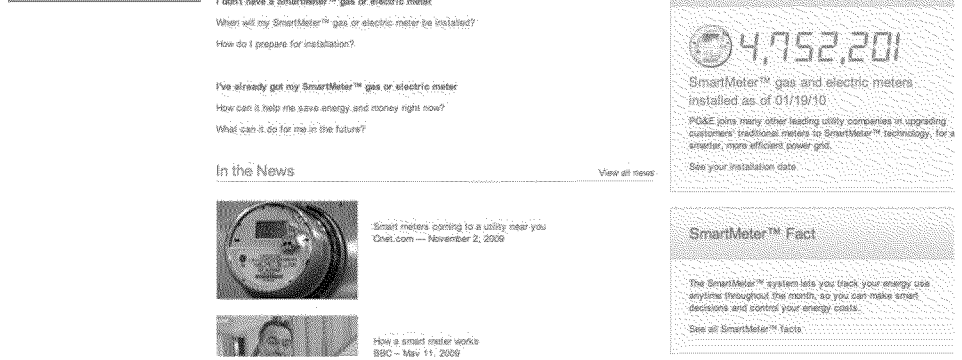 I don't have a SmartMeter™ gas or electric meter
When will my SmartMeter™ gas or electric meter be installed?
How do I prepare for installation?
I've already got my SmartMeter™ gas or electric meter
How can it help me save energy and money right now?
What can it do for me in the future?
In the News
View all news
Smart meters coming to a utility near you
Cnet.com — November 2, 2009
How a smart meter works
BBC – May 11, 2009
4,752,201
SmartMeter™ gas and electric meters
installed as of 01/19/10
PG&E joins many other leading utility companies in upgrading
customers' traditional meters to SmartMeter™ technology, for a
smarter, more efficient power grid.
See your installation date
SmartMeter™ Fact
The SmartMeter™ system lets you track your energy use
anytime throughout the month, so you can make smart
decisions and control your energy costs.
See all SmartMeter™ facts